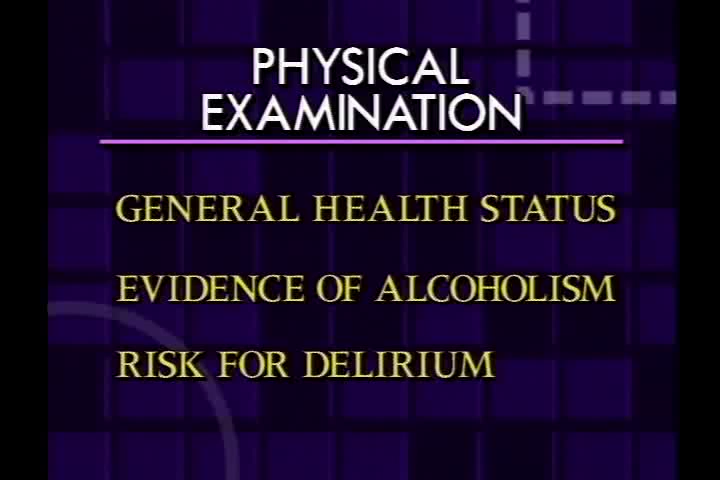 PHYSICAL
EXAMINATION
GENERAL HEALTH STATUS
EVIDENCE OF ALCOHOLISM
RISK FOR DELIRIUM